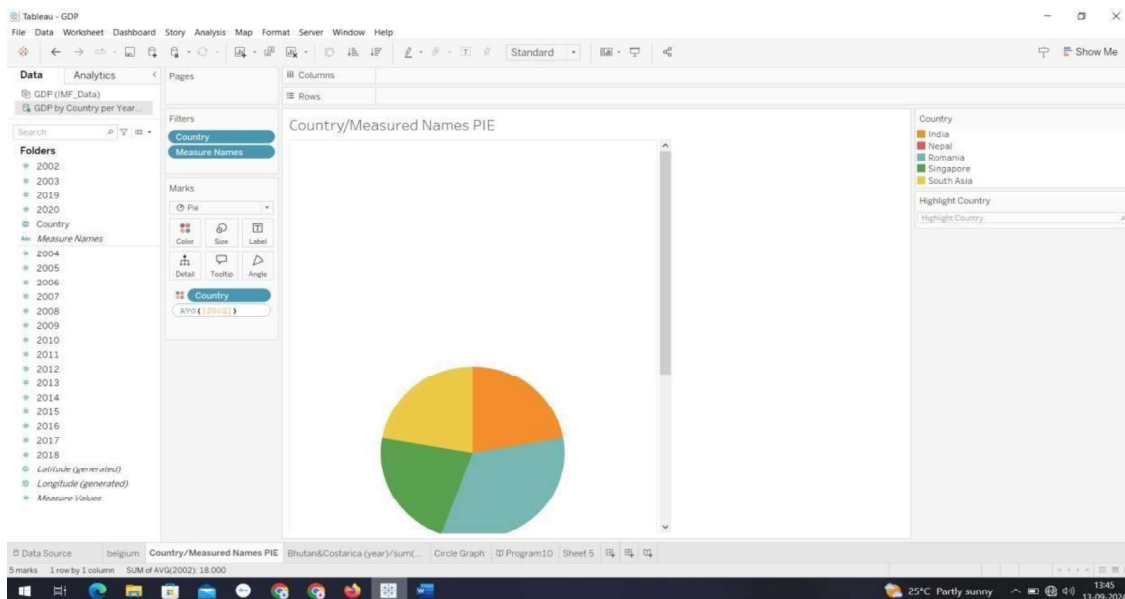 Tableau - GDP
File Data Worksheet Dashboard Story Analysis Map Format Server Window Help
Standard
Show Me
Data Analytics
Pages
Columns
GDP (IMF_Data)
GDP by Country per Year...
Rows
Filters
Country/Measured Names PIE
Country
Search
Country
India
Folders
Measure Names
Nepal
2002
Romania
2003
Singapore
2019
Marks
South Asia
2020
Pie
Highlight Country
Country
Highlight Country
Abc Measure Names
Color Size Label
2004
2005
Detail Tooltip Angle
2006
2007
Country
2008
AVG([2002])
2009
2010
2011
2012
2013
2014
2015
2016
2017
2018
Latitude (generated)
Longitude (generated)
Measure Values
Data Source belgium Country/Measured Names PIE Bhutan&Costarica (year)/sum(... Circle Graph Program10 Sheet 5
5 marks 1 row by 1 column SUM of AVG(2002): 18.000
25°C Partly sunny
13:45
13-09-2024